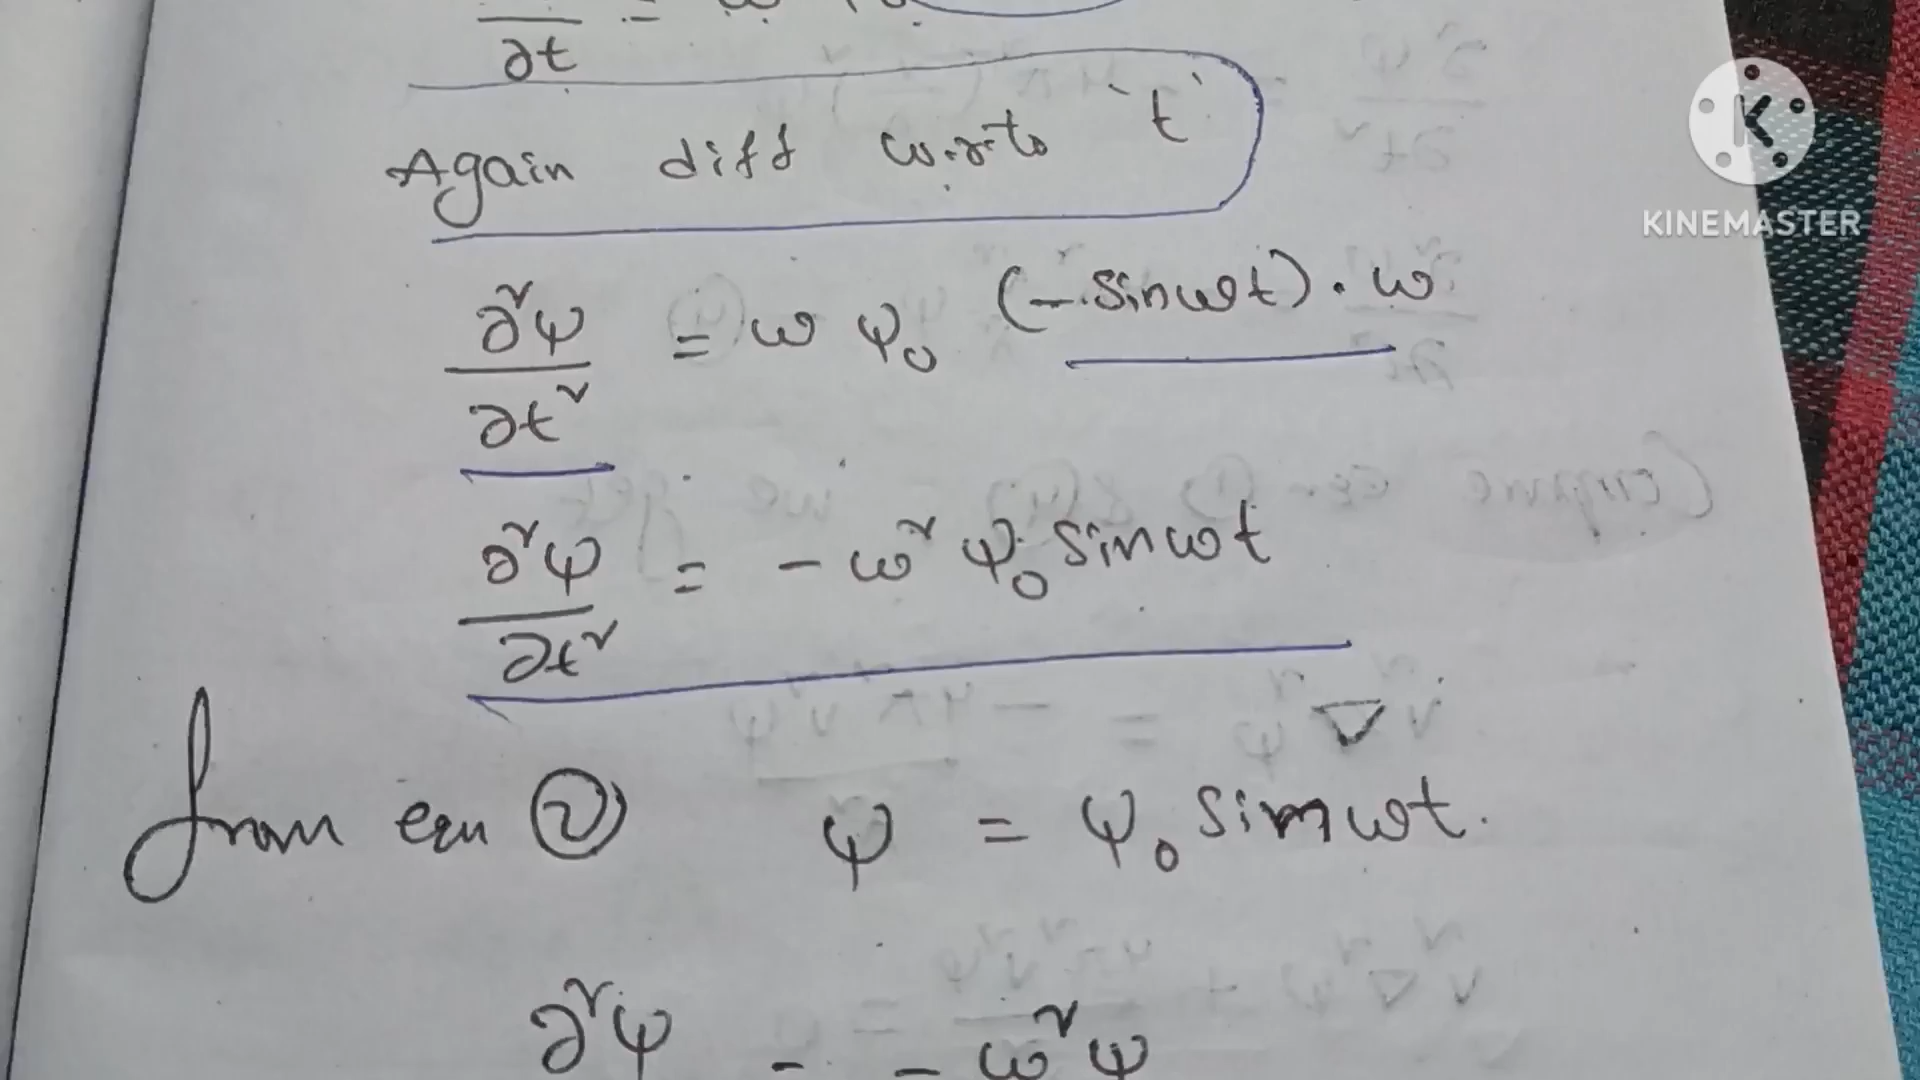 ∂t
Again diff w.r.to 't'
∂²ψ/∂t² = ω ψ₀ (-sinωt) . ω
∂²ψ/∂t² = - ω² ψ₀ sinωt
from eqn ② ψ = ψ₀ sinωt.
∂²ψ = - ω²ψ
KINEMASTER